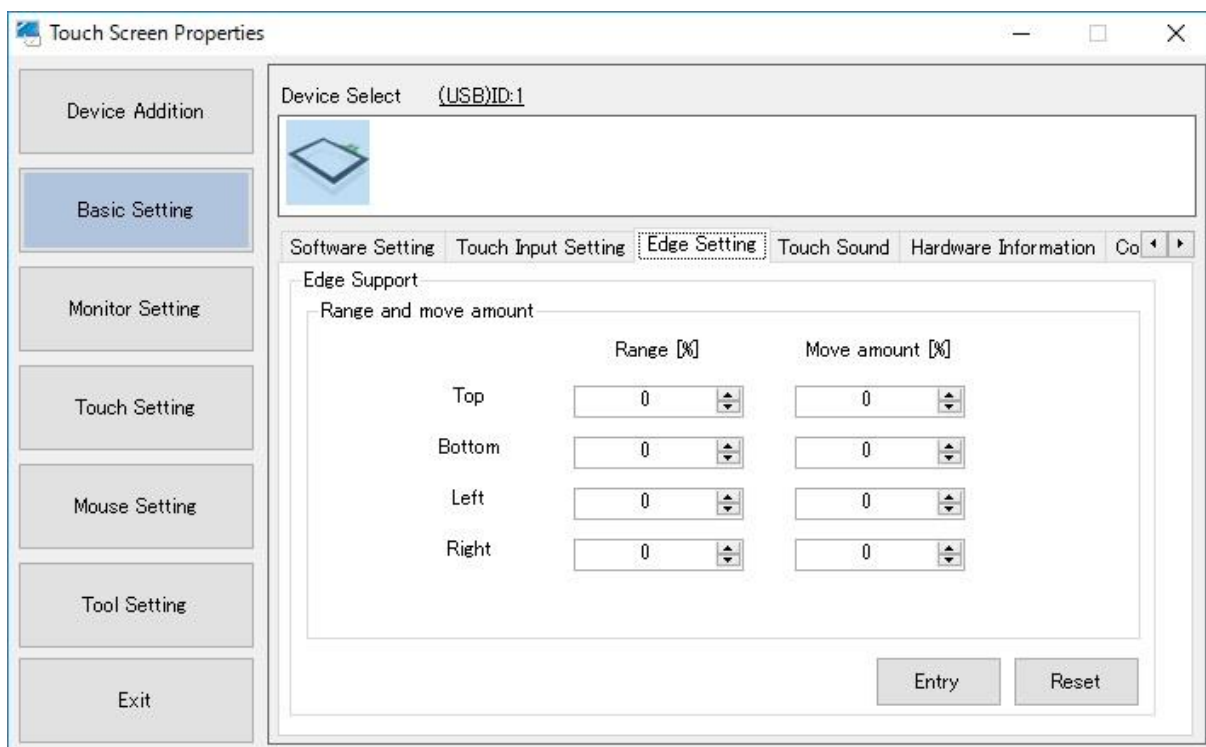 Touch Screen Properties
Device Addition
Basic Setting
Monitor Setting
Touch Setting
Mouse Setting
Tool Setting
Exit
Device Select (USB)ID:1
Software Setting Touch Input Setting Edge Setting Touch Sound Hardware Information Co
Edge Support
Range and move amount
Range [%] Move amount [%]
Top 0 0
Bottom 0 0
Left 0 0
Right 0 0
Entry Reset